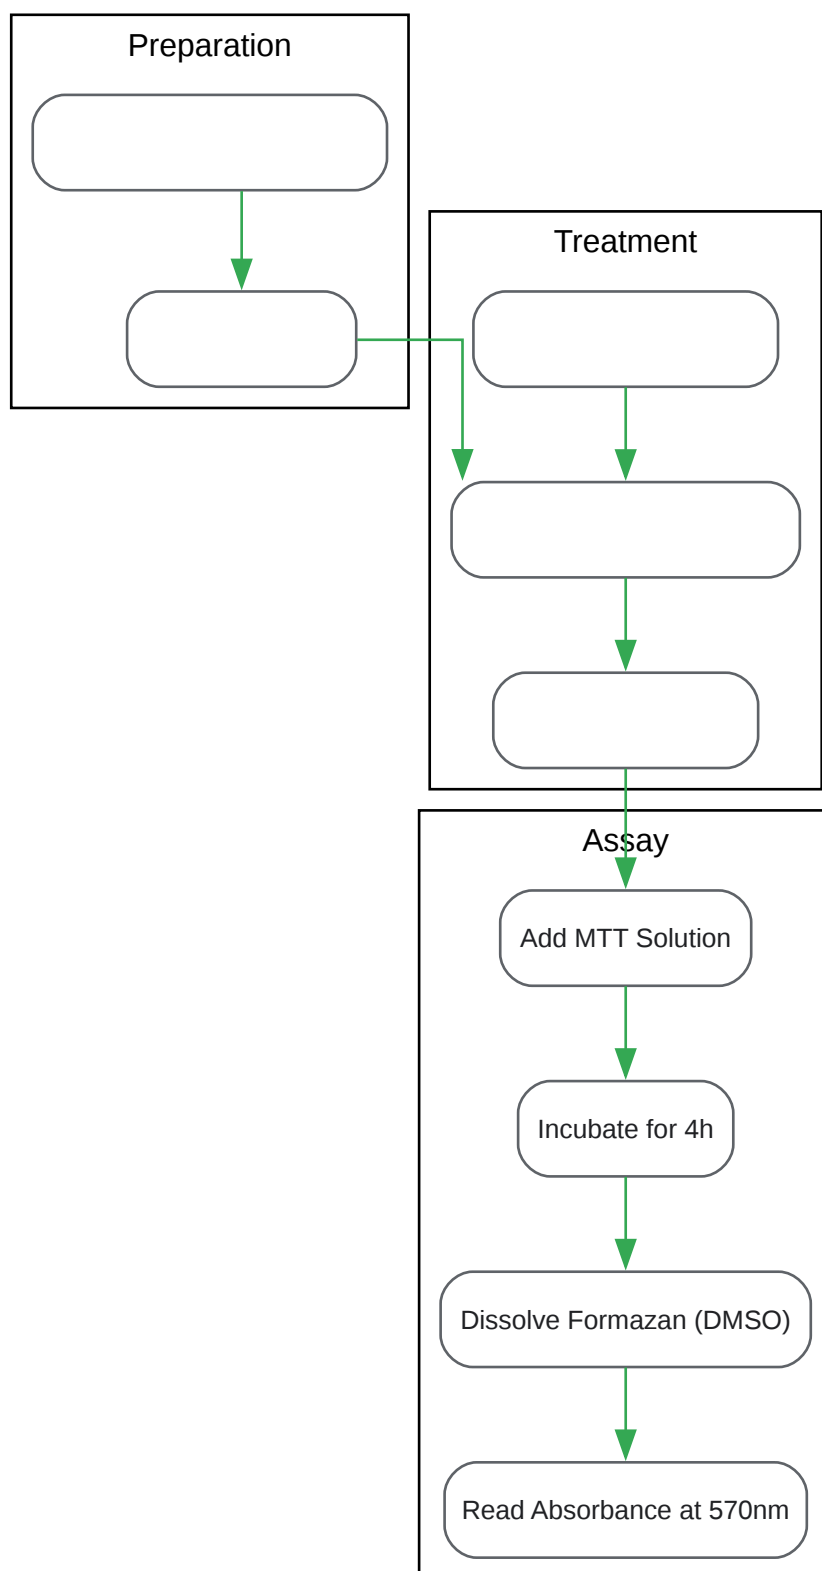 Preparation
Treatment
Assay
Add MTT Solution
Incubate for 4h
Dissolve Formazan (DMSO)
Read Absorbance at 570nm